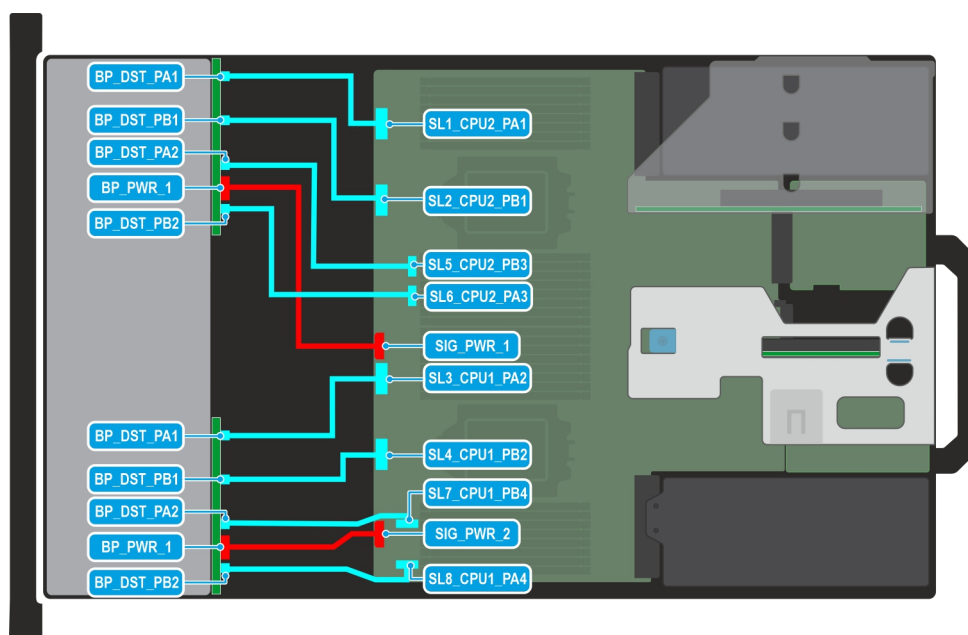 BP_DST_PA1
BP_DST_PB1
BP_DST_PA2
BP_PWR_1
BP_DST_PB2
SL1_CPU2_PA1
SL2_CPU2_PB1
SL5_CPU2_PB3
SL6_CPU2_PA3
SIG_PWR_1
SL3_CPU1_PA2
BP_DST_PA1
BP_DST_PB1
BP_DST_PA2
BP_PWR_1
BP_DST_PB2
SL4_CPU1_PB2
SL7_CPU1_PB4
SIG_PWR_2
SL8_CPU1_PA4